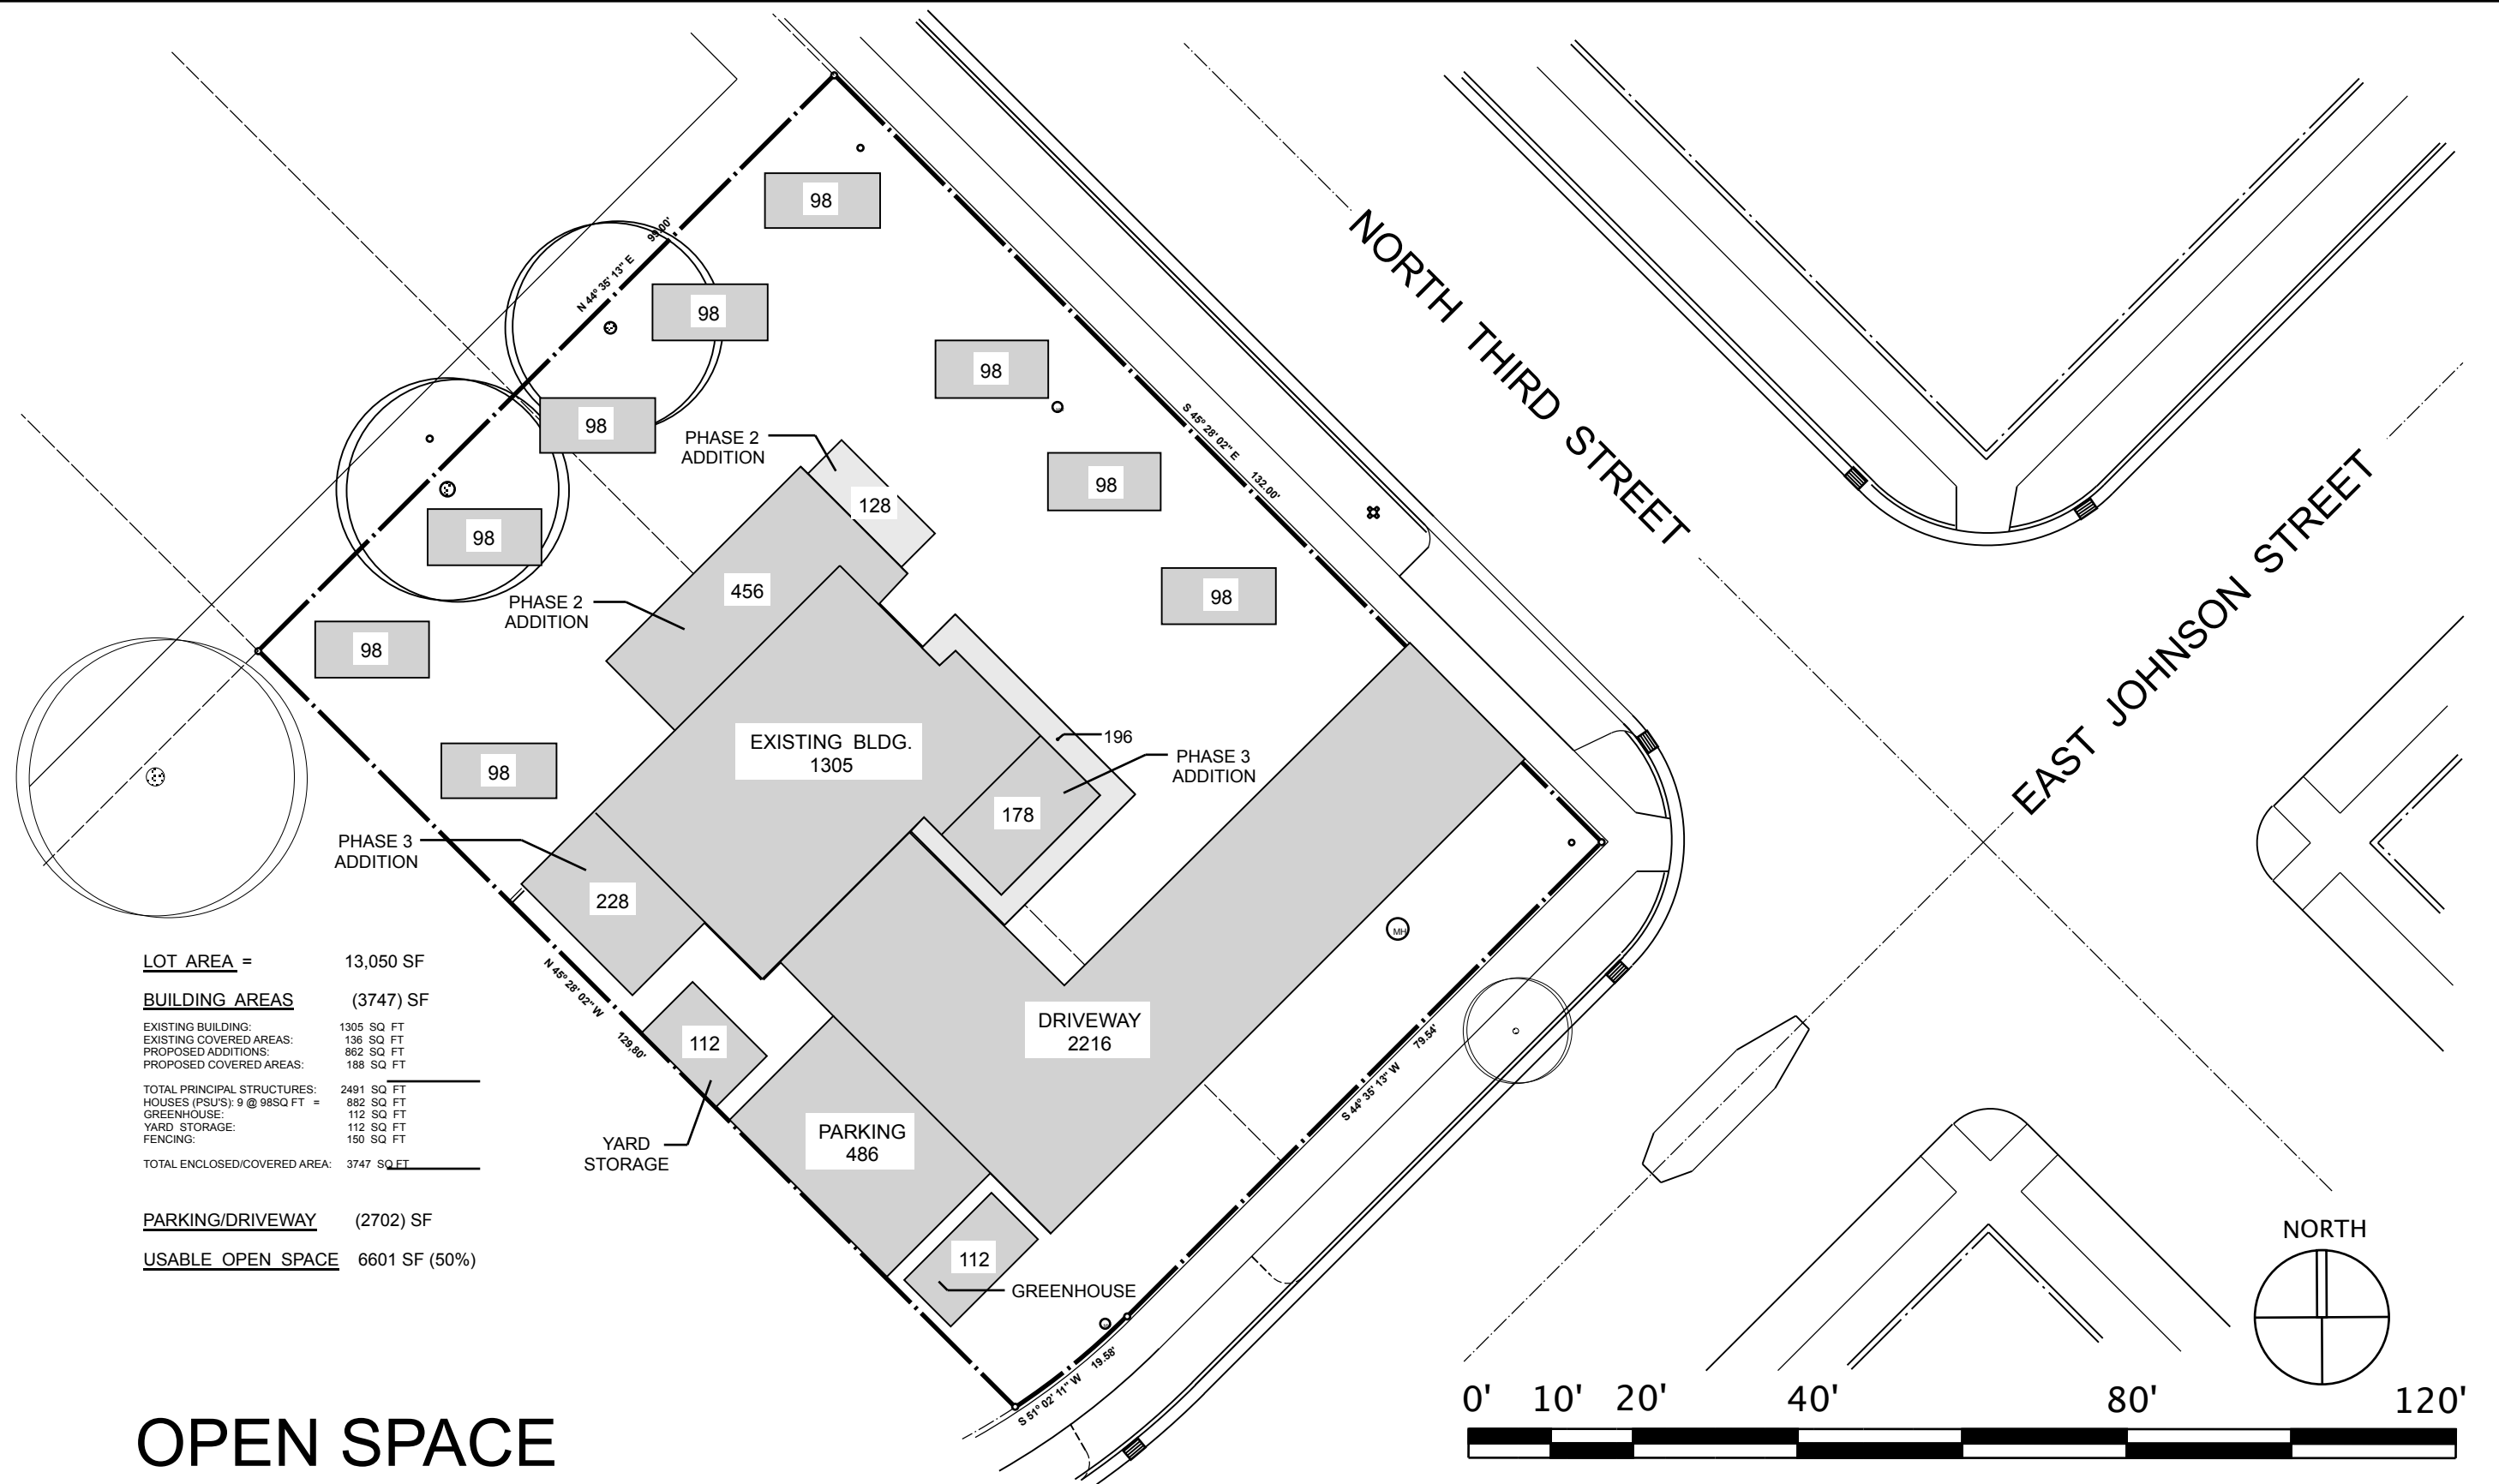 99.00'
N 44° 35' 13" E
98
98
98
98
98
98
98
98
98
S 45° 28' 02" E
132.00'
NORTH THIRD STREET
EAST JOHNSON STREET
PHASE 2
ADDITION
128
456
PHASE 2
ADDITION
EXISTING BLDG.
1305
196
PHASE 3
ADDITION
178
PHASE 3
ADDITION
228
N 45° 28' 02" W
129.80'
112
YARD
STORAGE
DRIVEWAY
2216
MH
PARKING
486
112
GREENHOUSE
79.54'
S 44° 35' 13" W
19.58'
S 51° 02' 11" W
LOT AREA = 13,050 SF
BUILDING AREAS (3747) SF
EXISTING BUILDING: 1305 SQ FT
EXISTING COVERED AREAS: 136 SQ FT
PROPOSED ADDITIONS: 862 SQ FT
PROPOSED COVERED AREAS: 188 SQ FT
TOTAL PRINCIPAL STRUCTURES: 2491 SQ FT
HOUSES (PSU'S): 9 @ 98SQ FT = 882 SQ FT
GREENHOUSE: 112 SQ FT
YARD STORAGE: 112 SQ FT
FENCING: 150 SQ FT
TOTAL ENCLOSED/COVERED AREA: 3747 SQ FT
PARKING/DRIVEWAY (2702) SF
USABLE OPEN SPACE 6601 SF (50%)
OPEN SPACE
NORTH
0' 10' 20' 40' 80' 120'